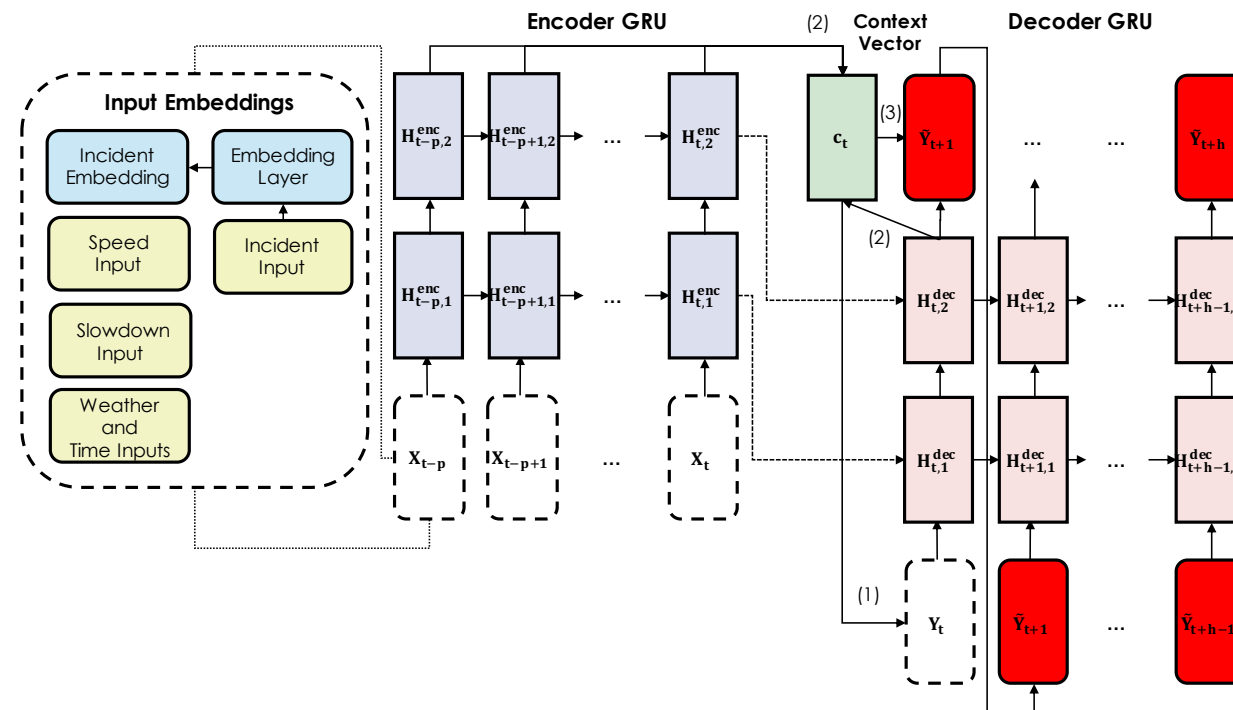 Encoder GRU
(2)
Context
Vector
Decoder GRU
Input Embeddings
Incident
Embedding
Embedding
Layer
Speed
Input
Incident
Input
Slowdown
Input
Weather
and
Time Inputs
H^enc_t−p,2
H^enc_t−p+1,2
...
H^enc_t,2
c_t
(3)
Ỹ_t+1
...
...
Ỹ_t+h
(2)
H^enc_t−p,1
H^enc_t−p+1,1
...
H^enc_t,1
H^dec_t,2
H^dec_t+1,2
...
H^dec_t+h−1,
X_t−p
X_t−p+1
...
X_t
H^dec_t,1
H^dec_t+1,1
...
H^dec_t+h−1,
(1)
Y_t
Ỹ_t+1
...
Ỹ_t+h−1